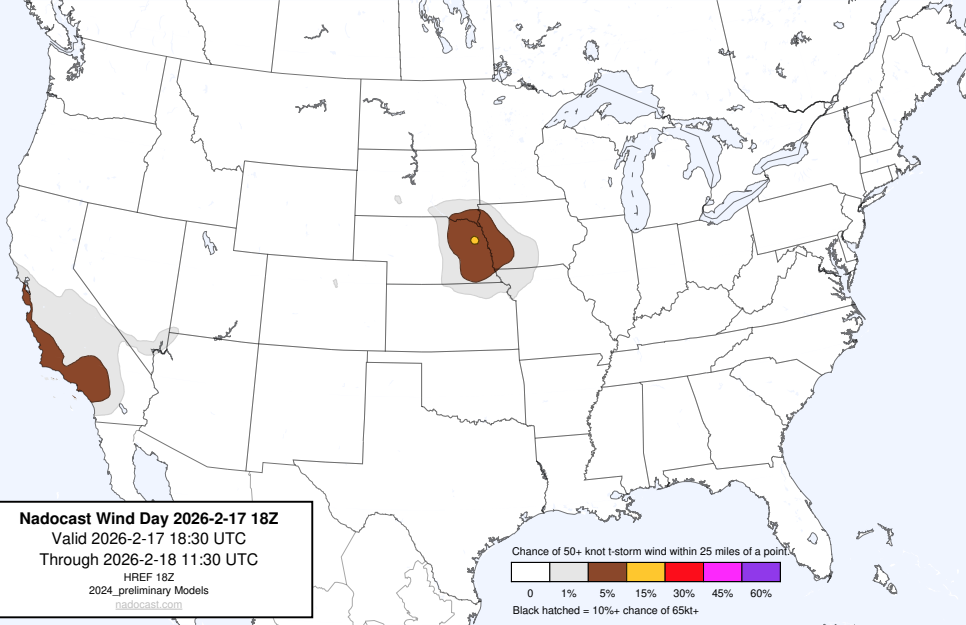 Nadocast Wind Day 2026-2-17 18Z
Valid 2026-2-17 18:30 UTC
Through 2026-2-18 11:30 UTC
HREF 18Z
2024_preliminary Models
nadocast.com
Chance of 50+ knot t-storm wind within 25 miles of a point.
0 1% 5% 15% 30% 45% 60%
Black hatched = 10%+ chance of 65kt+